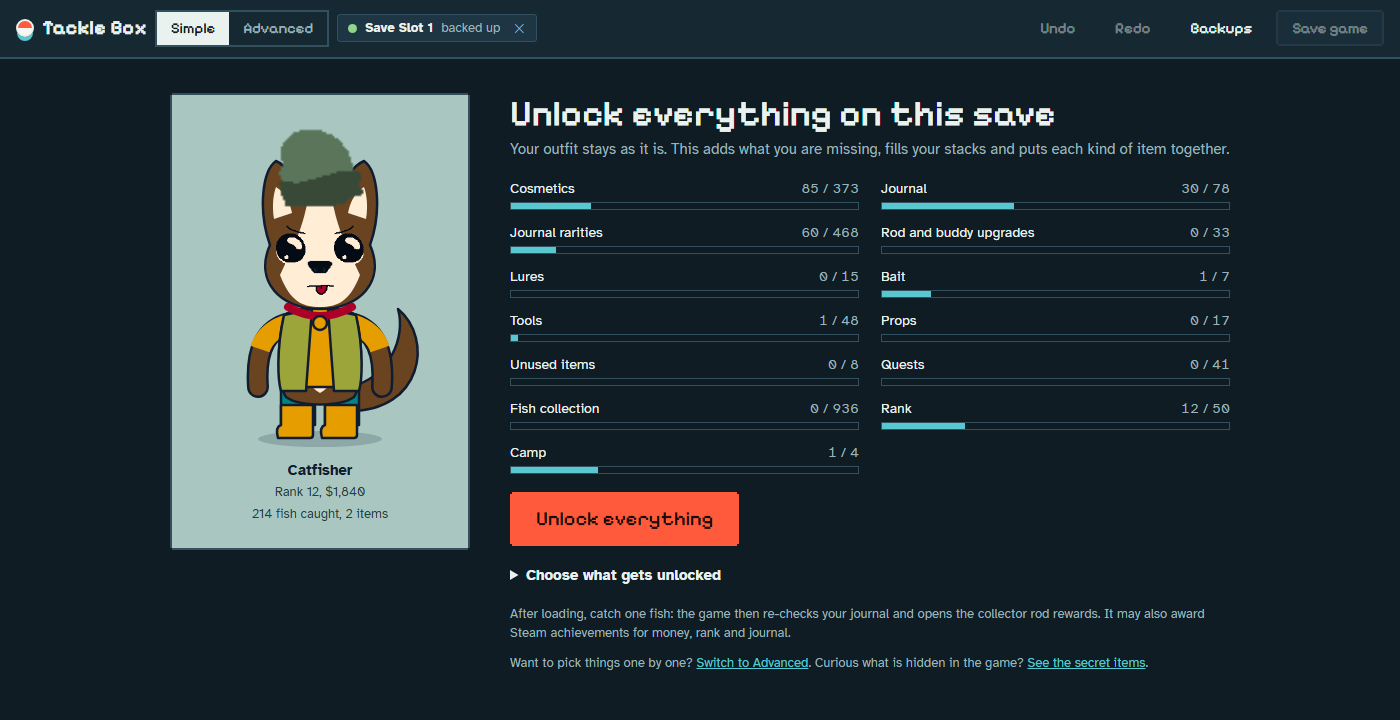 Tackle Box
Simple
Advanced
Save Slot 1 backed up
Undo
Redo
Backups
Save game
Catfisher
Rank 12, $1,840
214 fish caught, 2 items
Unlock everything on this save
Your outfit stays as it is. This adds what you are missing, fills your stacks and puts each kind of item together.
Cosmetics 85 / 373
Journal 30 / 78
Journal rarities 60 / 468
Rod and buddy upgrades 0 / 33
Lures 0 / 15
Bait 1 / 7
Tools 1 / 48
Props 0 / 17
Unused items 0 / 8
Quests 0 / 41
Fish collection 0 / 936
Rank 12 / 50
Camp 1 / 4
Unlock everything
Choose what gets unlocked
After loading, catch one fish: the game then re-checks your journal and opens the collector rod rewards. It may also award
Steam achievements for money, rank and journal.
Want to pick things one by one? Switch to Advanced. Curious what is hidden in the game? See the secret items.